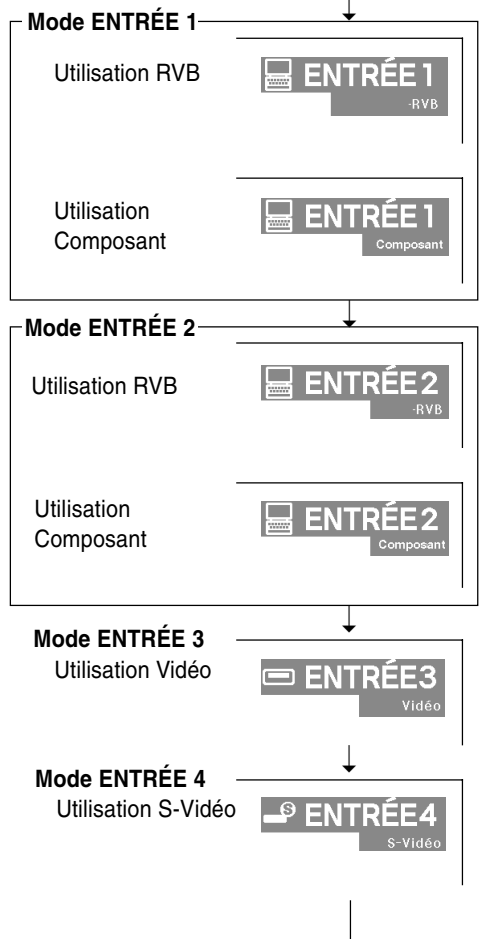 Mode ENTRÉE 1
Utilisation RVB
ENTRÉE1
-RVB
Utilisation
Composant
ENTRÉE1
Composant
Mode ENTRÉE 2
Utilisation RVB
ENTRÉE2
-RVB
Utilisation
Composant
ENTRÉE2
Composant
Mode ENTRÉE 3
Utilisation Vidéo
ENTRÉE3
Vidéo
Mode ENTRÉE 4
Utilisation S-Vidéo
S
ENTRÉE4
S-Vidéo